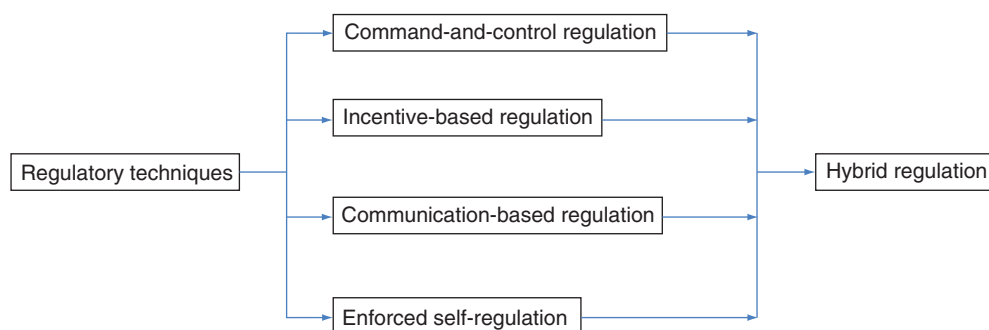 Command-and-control regulation
Incentive-based regulation
Regulatory techniques
Hybrid regulation
Communication-based regulation
Enforced self-regulation